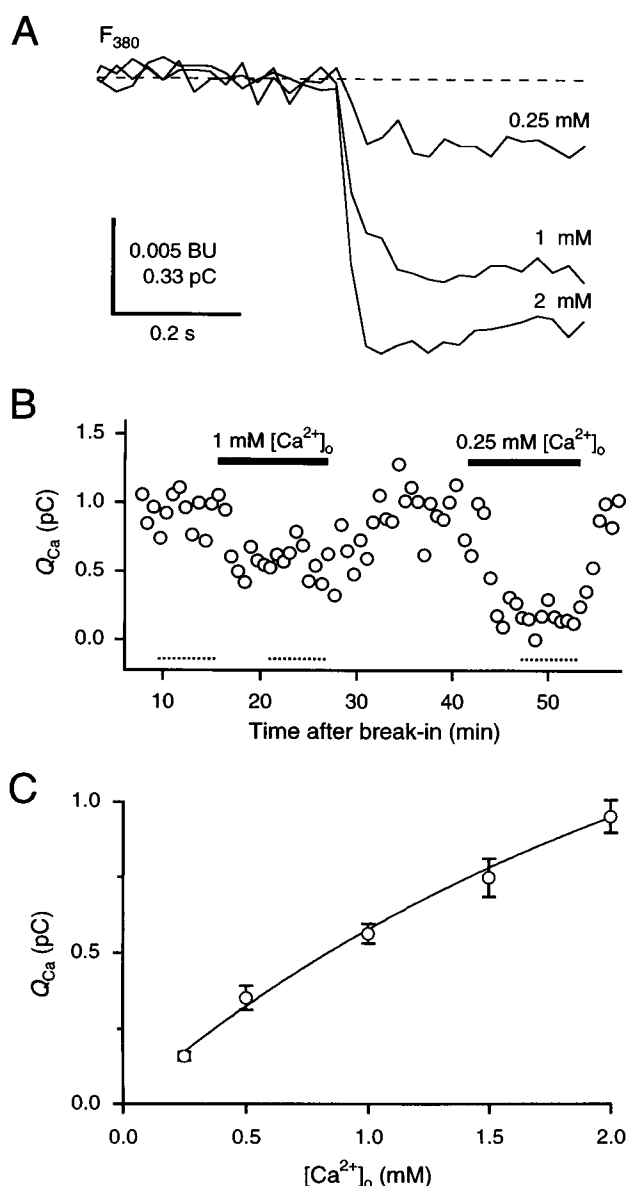 A
F₃₈₀
0.25 mM
1 mM
2 mM
0.005 BU
0.33 pC
0.2 s
B
1 mM [Ca²⁺]ₒ
0.25 mM [Ca²⁺]ₒ
1.5
1.0
0.5
0.0
Q_Ca (pC)
10 20 30 40 50
Time after break-in (min)
C
1.0
0.5
0.0
Q_Ca (pC)
0.0 0.5 1.0 1.5 2.0
[Ca²⁺]ₒ (mM)